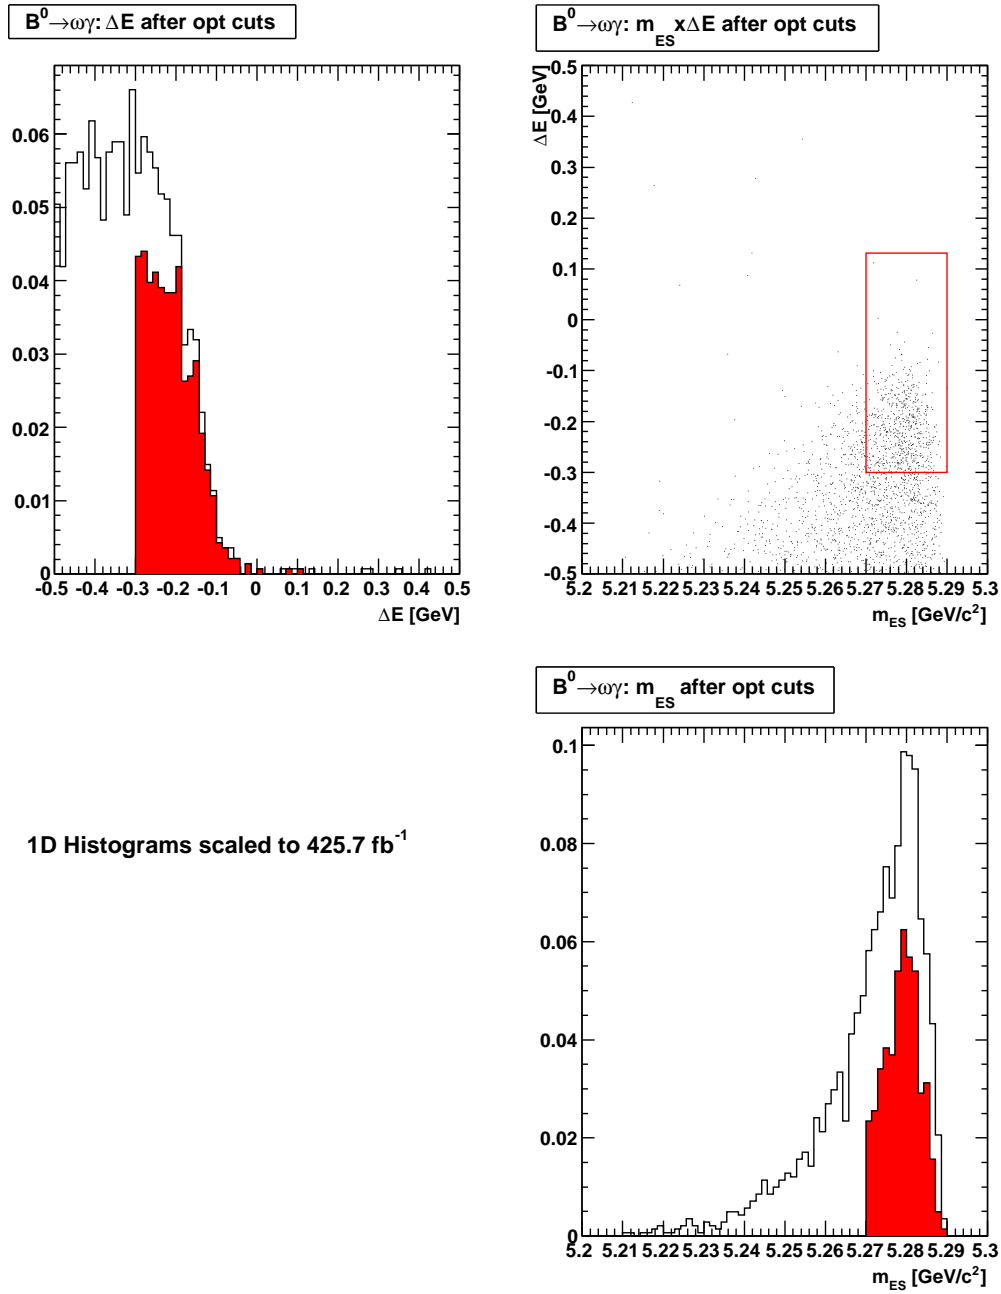 B⁰→ωγ: ΔE after opt cuts
0.06
0.05
0.04
0.03
0.02
0.01
0
-0.5 -0.4 -0.3 -0.2 -0.1 0 0.1 0.2 0.3 0.4 0.5
ΔE [GeV]
B⁰→ωγ: m_ES xΔE after opt cuts
ΔE [GeV]
0.5
0.4
0.3
0.2
0.1
0
-0.1
-0.2
-0.3
-0.4
-0.5
5.2 5.21 5.22 5.23 5.24 5.25 5.26 5.27 5.28 5.29 5.3
m_ES [GeV/c²]
1D Histograms scaled to 425.7 fb⁻¹
B⁰→ωγ: m_ES after opt cuts
0.1
0.08
0.06
0.04
0.02
0
5.2 5.21 5.22 5.23 5.24 5.25 5.26 5.27 5.28 5.29 5.3
m_ES [GeV/c²]